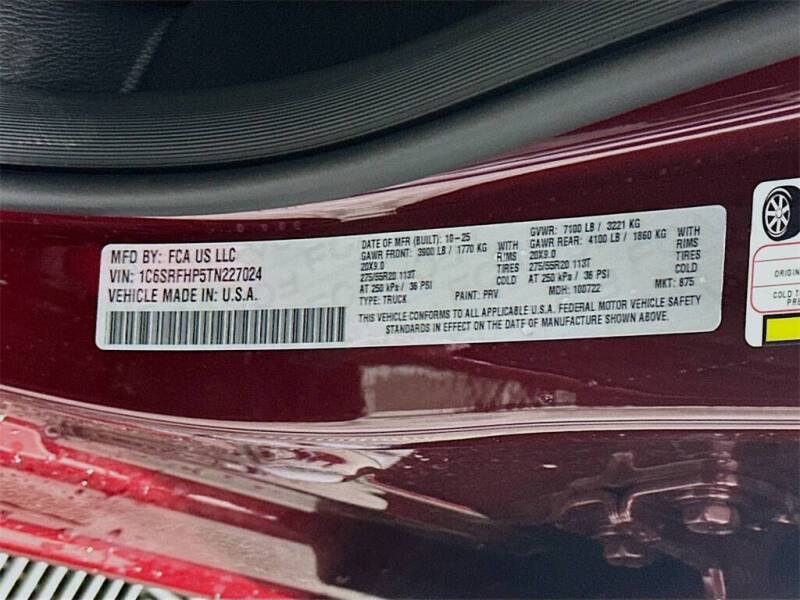 MFD BY: FCA US LLC
VIN: 1C6SRFHP5TN227024
VEHICLE MADE IN: U.S.A.
DATE OF MFR (BUILT): 10-25
GAWR FRONT: 3900 LB / 1770 KG WITH
20X9.0 RIMS
275/55R20 113T TIRES
AT 250 kPa / 36 PSI
TYPE: TRUCK PAINT: PRV
GVWR: 7100 LB / 3221 KG
GAWR REAR: 4100 LB / 1860 KG WITH
20X9.0 RIMS
275/55R20 113T TIRES
AT 250 kPa / 36 PSI
MDH: 100722 MKT: 875
THIS VEHICLE CONFORMS TO ALL APPLICABLE U.S.A. FEDERAL MOTOR VEHICLE SAFETY
STANDARDS IN EFFECT ON THE DATE OF MANUFACTURE SHOWN ABOVE.
ORIGINAL
COLD T
PRES